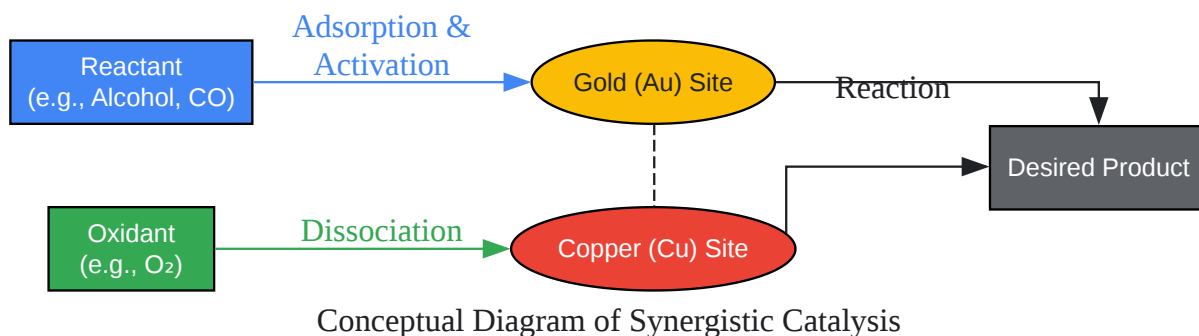 Adsorption &
Activation
Reactant
(e.g., Alcohol, CO)
Gold (Au) Site
Reaction
Desired Product
Oxidant
(e.g., O₂)
Dissociation
Copper (Cu) Site
Conceptual Diagram of Synergistic Catalysis